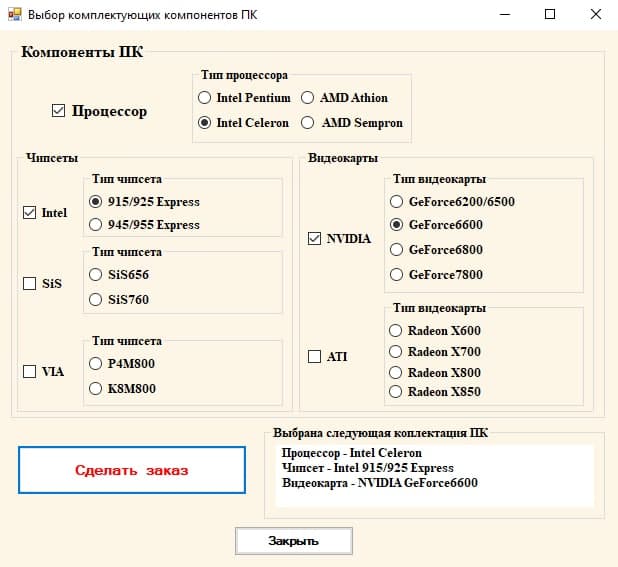 Выбор комплектующих компонентов ПК
Компоненты ПК
Процессор
Тип процессора
Intel Pentium
AMD Athion
Intel Celeron
AMD Sempron
Чипсеты
Intel
Тип чипсета
915/925 Express
945/955 Express
SiS
Тип чипсета
SiS656
SiS760
VIA
Тип чипсета
P4M800
K8M800
Видеокарты
NVIDIA
Тип видеокарты
GeForce6200/6500
GeForce6600
GeForce6800
GeForce7800
ATI
Тип видеокарты
Radeon X600
Radeon X700
Radeon X800
Radeon X850
Сделать заказ
Выбрана следующая коплектация ПК
Процессор - Intel Celeron
Чипсет - Intel 915/925 Express
Видеокарта - NVIDIA GeForce6600
Закрыть